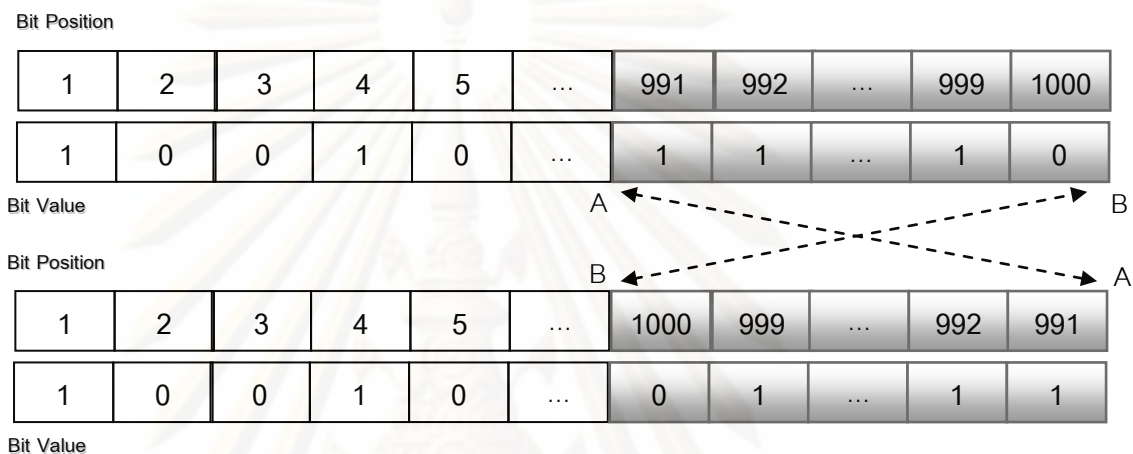 Bit Position
1 2 3 4 5 ... 991 992 ... 999 1000
1 0 0 1 0 ... 1 1 ... 1 0
Bit Value
A B
Bit Position
B A
1 2 3 4 5 ... 1000 999 ... 992 991
1 0 0 1 0 ... 0 1 ... 1 1
Bit Value